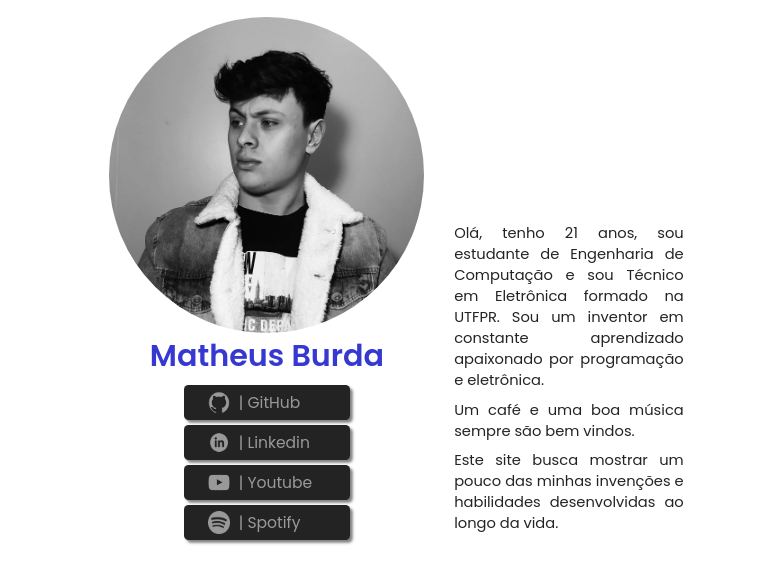 Matheus Burda
| GitHub
| Linkedin
| Youtube
| Spotify
Olá, tenho 21 anos, sou
estudante de Engenharia de
Computação e sou Técnico
em Eletrônica formado na
UTFPR. Sou um inventor em
constante aprendizado
apaixonado por programação
e eletrônica.
Um café e uma boa música
sempre são bem vindos.
Este site busca mostrar um
pouco das minhas invenções e
habilidades desenvolvidas ao
longo da vida.